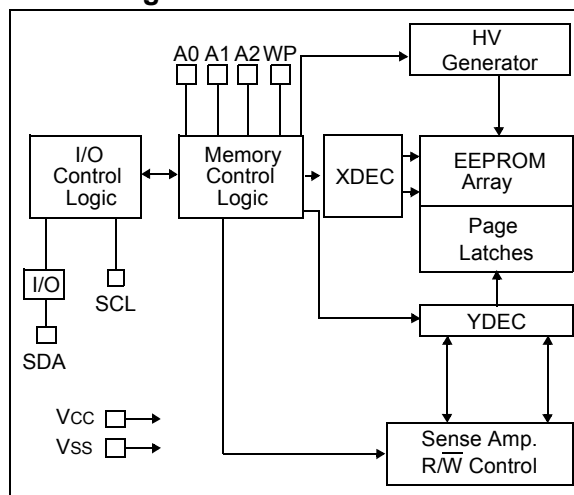 A0 A1 A2 WP
HV
Generator
I/O
Control
Logic
Memory
Control
Logic
XDEC
EEPROM
Array
Page
Latches
I/O
SCL
SDA
YDEC
VCC
VSS
Sense Amp.
R/W̅ Control